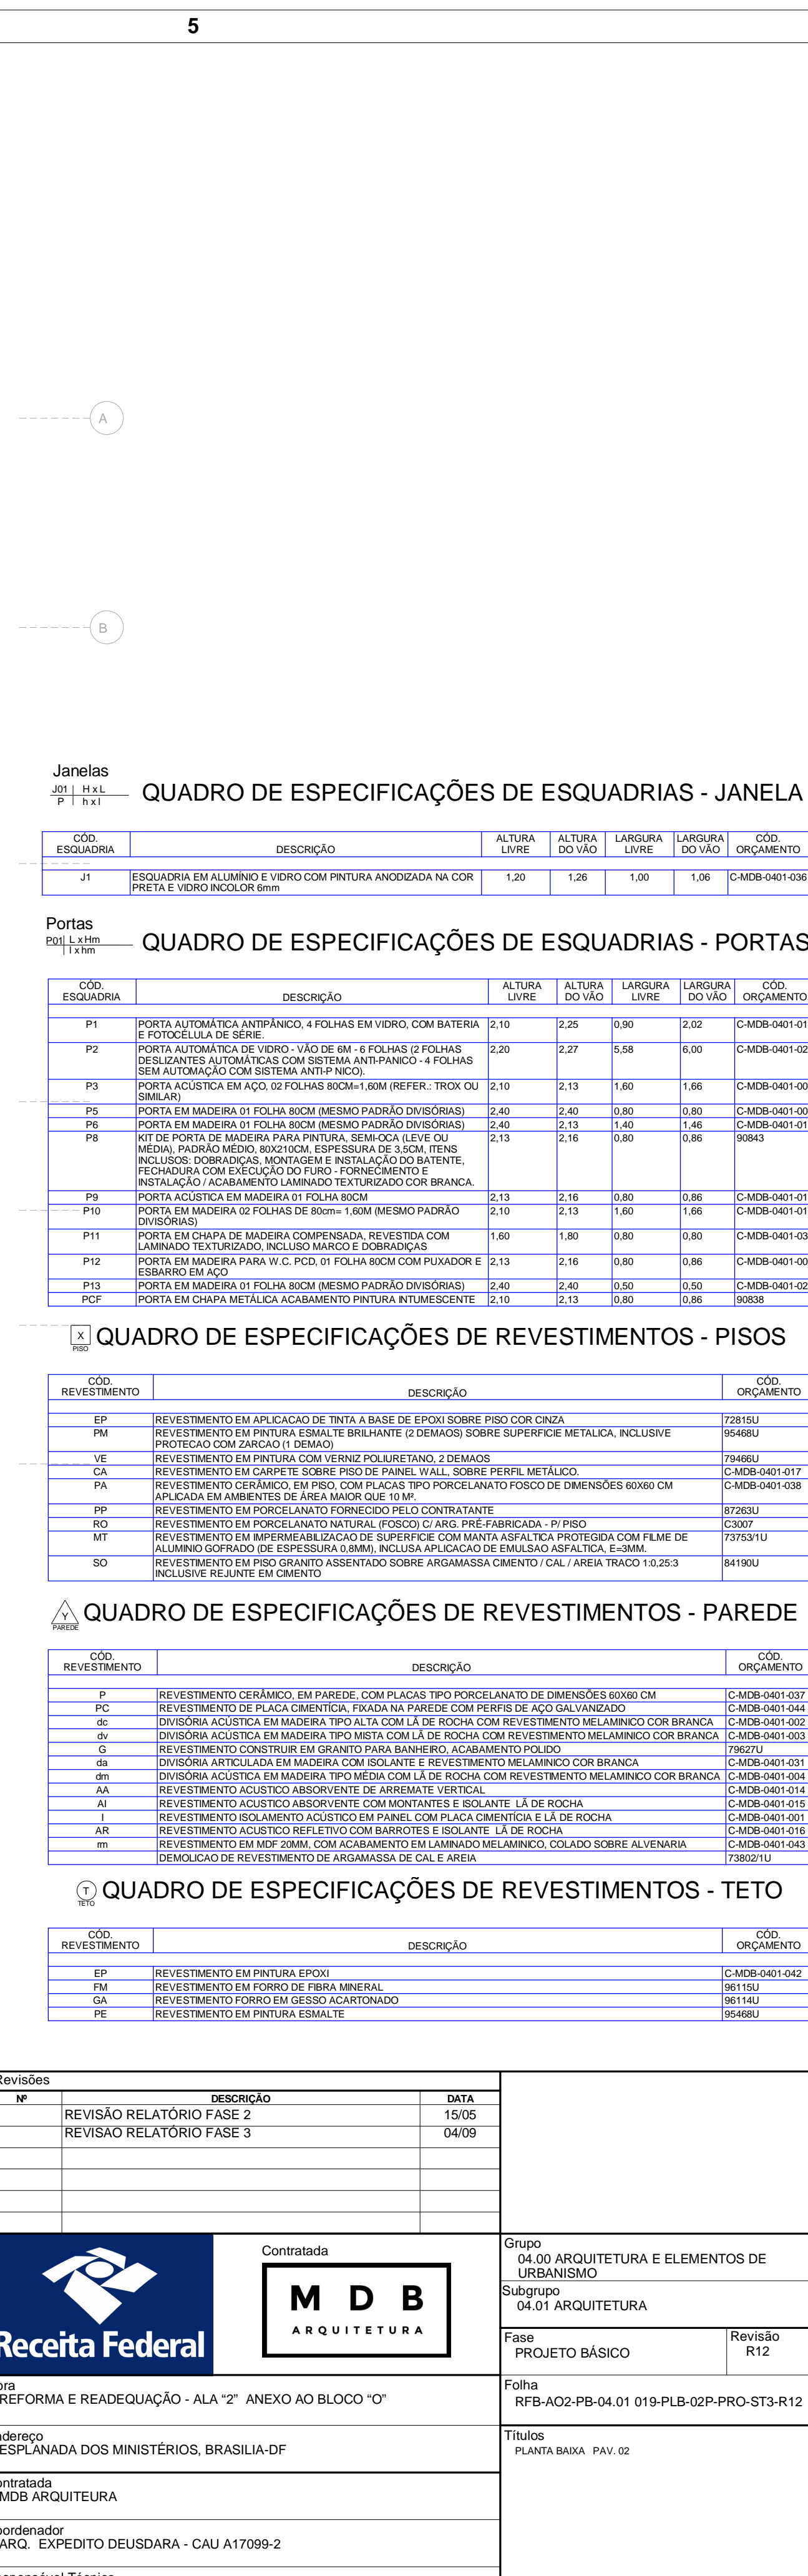 5
A
B
Janelas
J01 H x L
P h x l
QUADRO DE ESPECIFICAÇÕES DE ESQUADRIAS - JANELA
CÓD. ESQUADRIA DESCRIÇÃO ALTURA LIVRE ALTURA DO VÃO LARGURA LIVRE LARGURA DO VÃO CÓD. ORÇAMENTO
J1 ESQUADRIA EM ALUMÍNIO E VIDRO COM PINTURA ANODIZADA NA COR 1,20 1,26 1,00 1,06 C-MDB-0401-036
PRETA E VIDRO INCOLOR 6mm
Portas
P01 L x Hm
l x hm
QUADRO DE ESPECIFICAÇÕES DE ESQUADRIAS - PORTAS
CÓD. ESQUADRIA DESCRIÇÃO ALTURA LIVRE ALTURA DO VÃO LARGURA LIVRE LARGURA DO VÃO CÓD. ORÇAMENTO
P1 PORTA AUTOMÁTICA ANTIPÂNICO, 4 FOLHAS EM VIDRO, COM BATERIA 2,10 2,25 0,90 2,02 C-MDB-0401-01
E FOTOCÉLULA DE SÉRIE.
P2 PORTA AUTOMÁTICA DE VIDRO - VÃO DE 6M - 6 FOLHAS (2 FOLHAS 2,20 2,27 5,58 6,00 C-MDB-0401-02
DESLIZANTES AUTOMÁTICAS COM SISTEMA ANTI-PANICO - 4 FOLHAS
SEM AUTOMAÇÃO COM SISTEMA ANTI-P NICO).
P3 PORTA ACÚSTICA EM AÇO, 02 FOLHAS 80CM=1,60M (REFER.: TROX OU 2,10 2,13 1,60 1,66 C-MDB-0401-00
SIMILAR)
P5 PORTA EM MADEIRA 01 FOLHA 80CM (MESMO PADRÃO DIVISÓRIAS) 2,40 2,40 0,80 0,80 C-MDB-0401-00
P6 PORTA EM MADEIRA 01 FOLHA 80CM (MESMO PADRÃO DIVISÓRIAS) 2,40 2,13 1,40 1,46 C-MDB-0401-01
P8 KIT DE PORTA DE MADEIRA PARA PINTURA, SEMI-OCA (LEVE OU 2,13 2,16 0,80 0,86 90843
MÉDIA), PADRÃO MÉDIO, 80X210CM, ESPESSURA DE 3,5CM, ITENS
INCLUSOS: DOBRADIÇAS, MONTAGEM E INSTALAÇÃO DO BATENTE,
FECHADURA COM EXECUÇÃO DO FURO - FORNECIMENTO E
INSTALAÇÃO / ACABAMENTO LAMINADO TEXTURIZADO COR BRANCA.
P9 PORTA ACÚSTICA EM MADEIRA 01 FOLHA 80CM 2,13 2,16 0,80 0,86 C-MDB-0401-01
P10 PORTA EM MADEIRA 02 FOLHAS DE 80cm= 1,60M (MESMO PADRÃO 2,10 2,13 1,60 1,66 C-MDB-0401-01
DIVISÓRIAS)
P11 PORTA EM CHAPA DE MADEIRA COMPENSADA, REVESTIDA COM 1,60 1,80 0,80 0,80 C-MDB-0401-03
LAMINADO TEXTURIZADO, INCLUSO MARCO E DOBRADIÇAS
P12 PORTA EM MADEIRA PARA W.C. PCD, 01 FOLHA 80CM COM PUXADOR E 2,13 2,16 0,80 0,86 C-MDB-0401-00
ESBARRO EM AÇO
P13 PORTA EM MADEIRA 01 FOLHA 80CM (MESMO PADRÃO DIVISÓRIAS) 2,40 2,40 0,50 0,50 C-MDB-0401-02
PCF PORTA EM CHAPA METÁLICA ACABAMENTO PINTURA INTUMESCENTE 2,10 2,13 0,80 0,86 90838
X
PISO
QUADRO DE ESPECIFICAÇÕES DE REVESTIMENTOS - PISOS
CÓD. REVESTIMENTO DESCRIÇÃO CÓD. ORÇAMENTO
EP REVESTIMENTO EM APLICACAO DE TINTA A BASE DE EPOXI SOBRE PISO COR CINZA 72815U
PM REVESTIMENTO EM PINTURA ESMALTE BRILHANTE (2 DEMAOS) SOBRE SUPERFICIE METALICA, INCLUSIVE 95468U
PROTECAO COM ZARCAO (1 DEMAO)
VE REVESTIMENTO EM PINTURA COM VERNIZ POLIURETANO, 2 DEMAOS 79466U
CA REVESTIMENTO EM CARPETE SOBRE PISO DE PAINEL WALL, SOBRE PERFIL METÁLICO. C-MDB-0401-017
PA REVESTIMENTO CERÂMICO, EM PISO, COM PLACAS TIPO PORCELANATO FOSCO DE DIMENSÕES 60X60 CM C-MDB-0401-038
APLICADA EM AMBIENTES DE ÁREA MAIOR QUE 10 M².
PP REVESTIMENTO EM PORCELANATO FORNECIDO PELO CONTRATANTE 87263U
RO REVESTIMENTO EM PORCELANATO NATURAL (FOSCO) C/ ARG. PRÉ-FABRICADA - P/ PISO C3007
MT REVESTIMENTO EM IMPERMEABILIZACAO DE SUPERFICIE COM MANTA ASFALTICA PROTEGIDA COM FILME DE 73753/1U
ALUMINIO GOFRADO (DE ESPESSURA 0,8MM), INCLUSA APLICACAO DE EMULSAO ASFALTICA, E=3MM.
SO REVESTIMENTO EM PISO GRANITO ASSENTADO SOBRE ARGAMASSA CIMENTO / CAL / AREIA TRACO 1:0,25:3 84190U
INCLUSIVE REJUNTE EM CIMENTO
Y
PAREDE
QUADRO DE ESPECIFICAÇÕES DE REVESTIMENTOS - PAREDE
CÓD. REVESTIMENTO DESCRIÇÃO CÓD. ORÇAMENTO
P REVESTIMENTO CERÂMICO, EM PAREDE, COM PLACAS TIPO PORCELANATO DE DIMENSÕES 60X60 CM C-MDB-0401-037
PC REVESTIMENTO DE PLACA CIMENTÍCIA, FIXADA NA PAREDE COM PERFIS DE AÇO GALVANIZADO C-MDB-0401-044
dc DIVISÓRIA ACÚSTICA EM MADEIRA TIPO ALTA COM LÃ DE ROCHA COM REVESTIMENTO MELAMINICO COR BRANCA C-MDB-0401-002
dv DIVISÓRIA ACÚSTICA EM MADEIRA TIPO MISTA COM LÃ DE ROCHA COM REVESTIMENTO MELAMINICO COR BRANCA C-MDB-0401-003
G REVESTIMENTO CONSTRUIR EM GRANITO PARA BANHEIRO, ACABAMENTO POLIDO 79627U
da DIVISÓRIA ARTICULADA EM MADEIRA COM ISOLANTE E REVESTIMENTO MELAMINICO COR BRANCA C-MDB-0401-031
dm DIVISÓRIA ACÚSTICA EM MADEIRA TIPO MÉDIA COM LÃ DE ROCHA COM REVESTIMENTO MELAMINICO COR BRANCA C-MDB-0401-004
AA REVESTIMENTO ACUSTICO ABSORVENTE DE ARREMATE VERTICAL C-MDB-0401-014
AI REVESTIMENTO ACUSTICO ABSORVENTE COM MONTANTES E ISOLANTE LÃ DE ROCHA C-MDB-0401-015
I REVESTIMENTO ISOLAMENTO ACÚSTICO EM PAINEL COM PLACA CIMENTÍCIA E LÃ DE ROCHA C-MDB-0401-001
AR REVESTIMENTO ACUSTICO REFLETIVO COM BARROTES E ISOLANTE LÃ DE ROCHA C-MDB-0401-016
rm REVESTIMENTO EM MDF 20MM, COM ACABAMENTO EM LAMINADO MELAMINICO, COLADO SOBRE ALVENARIA C-MDB-0401-043
DEMOLICAO DE REVESTIMENTO DE ARGAMASSA DE CAL E AREIA 73802/1U
T
TETO
QUADRO DE ESPECIFICAÇÕES DE REVESTIMENTOS - TETO
CÓD. REVESTIMENTO DESCRIÇÃO CÓD. ORÇAMENTO
EP REVESTIMENTO EM PINTURA EPOXI C-MDB-0401-042
FM REVESTIMENTO EM FORRO DE FIBRA MINERAL 96115U
GA REVESTIMENTO FORRO EM GESSO ACARTONADO 96114U
PE REVESTIMENTO EM PINTURA ESMALTE 95468U
Revisões
Nº DESCRIÇÃO DATA
REVISÃO RELATÓRIO FASE 2 15/05
REVISAO RELATÓRIO FASE 3 04/09
Receita Federal
Contratada
MDB
ARQUITETURA
Grupo
04.00 ARQUITETURA E ELEMENTOS DE
URBANISMO
Subgrupo
04.01 ARQUITETURA
Fase
PROJETO BÁSICO
Revisão
R12
Folha
RFB-AO2-PB-04.01 019-PLB-02P-PRO-ST3-R12
Títulos
PLANTA BAIXA PAV. 02
ora
REFORMA E READEQUAÇÃO - ALA “2” ANEXO AO BLOCO “O”
ndereço
ESPLANADA DOS MINISTÉRIOS, BRASILIA-DF
ontratada
MDB ARQUITEURA
oordenador
ARQ. EXPEDITO DEUSDARA - CAU A17099-2